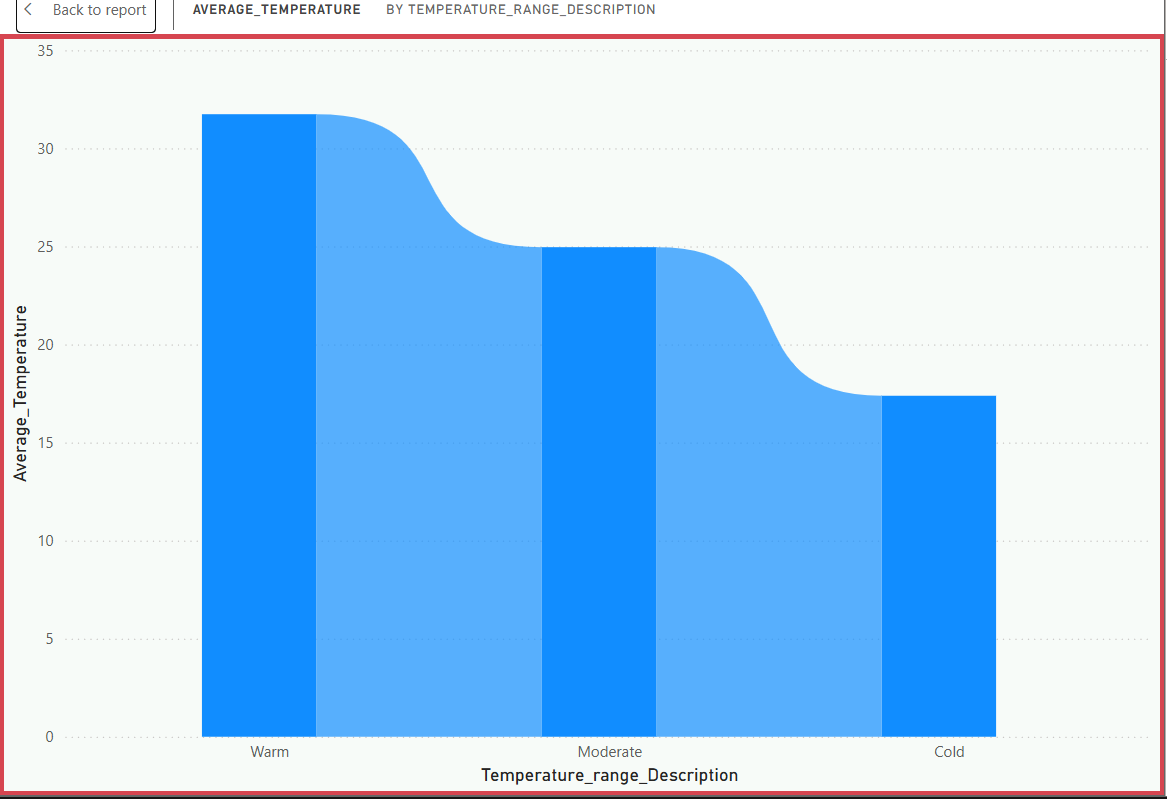 Back to report
AVERAGE_TEMPERATURE BY TEMPERATURE_RANGE_DESCRIPTION
35
30
25
20
15
10
5
0
Average_Temperature
Warm Moderate Cold
Temperature_range_Description